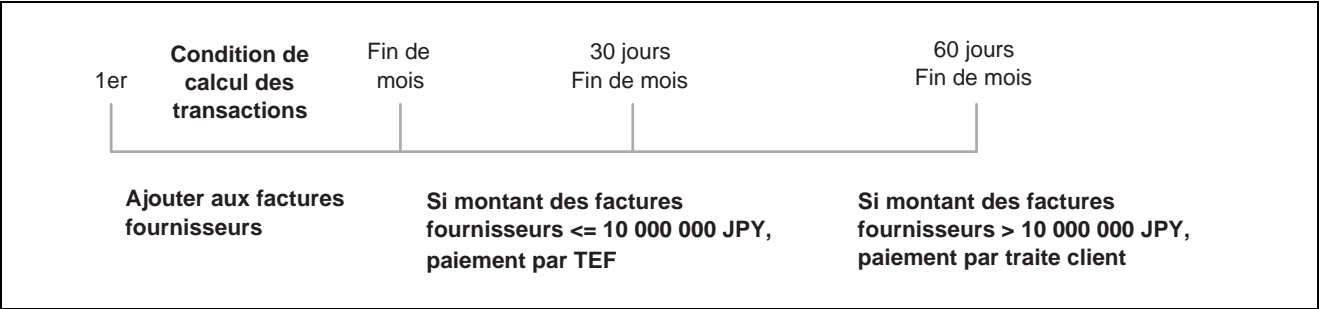 1er
Condition de
calcul des
transactions
Fin de
mois
30 jours
Fin de mois
60 jours
Fin de mois
Ajouter aux factures
fournisseurs
Si montant des factures
fournisseurs <= 10 000 000 JPY,
paiement par TEF
Si montant des factures
fournisseurs > 10 000 000 JPY,
paiement par traite client